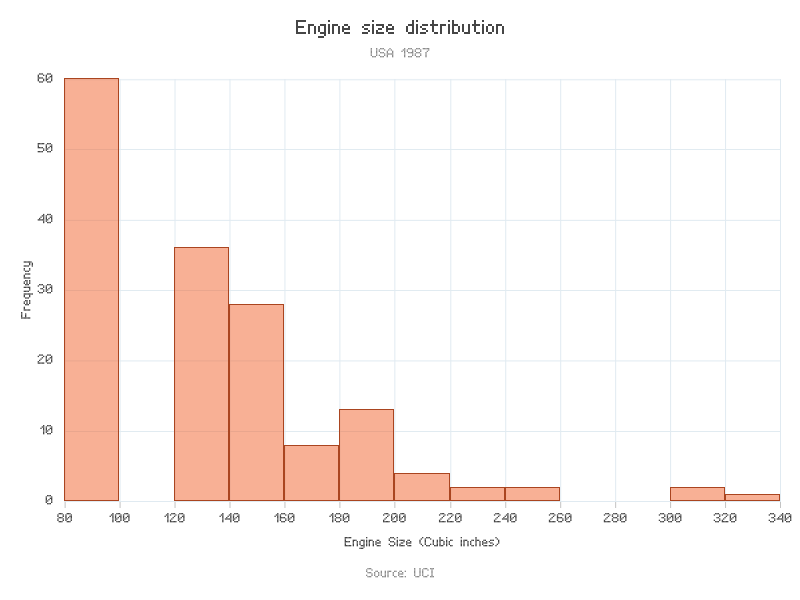 Engine size distribution
USA 1987
60
50
40
30
20
10
0
Frequency
80 100 120 140 160 180 200 220 240 260 280 300 320 340
Engine Size (Cubic inches)
Source: UCI